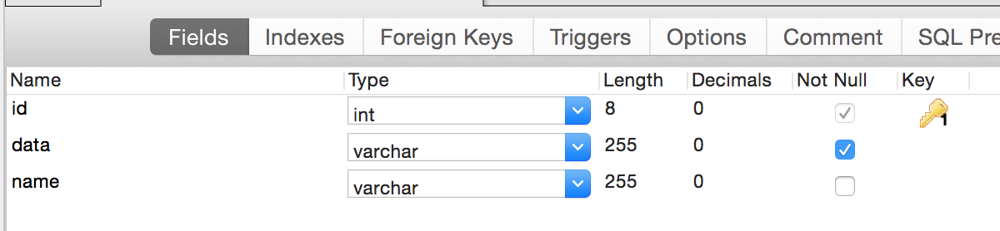 Fields Indexes Foreign Keys Triggers Options Comment SQL Pre
Name Type Length Decimals Not Null Key
id int 8 0 1
data varchar 255 0
name varchar 255 0